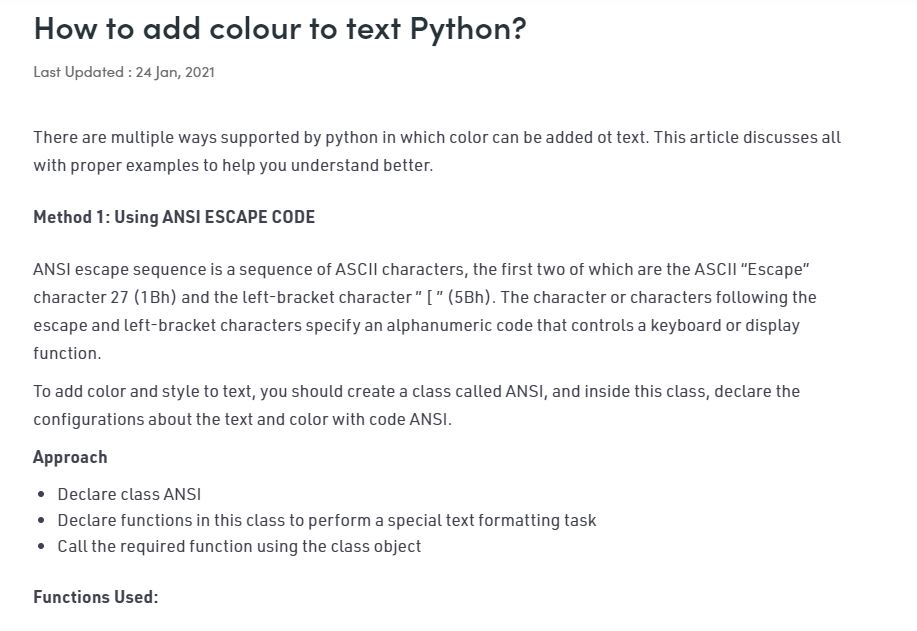 How to add colour to text Python?
Last Updated : 24 Jan, 2021
There are multiple ways supported by python in which color can be added ot text. This article discusses all
with proper examples to help you understand better.
Method 1: Using ANSI ESCAPE CODE
ANSI escape sequence is a sequence of ASCII characters, the first two of which are the ASCII “Escape”
character 27 (1Bh) and the left-bracket character ” [ ” (5Bh). The character or characters following the
escape and left-bracket characters specify an alphanumeric code that controls a keyboard or display
function.
To add color and style to text, you should create a class called ANSI, and inside this class, declare the
configurations about the text and color with code ANSI.
Approach
• Declare class ANSI
• Declare functions in this class to perform a special text formatting task
• Call the required function using the class object
Functions Used: